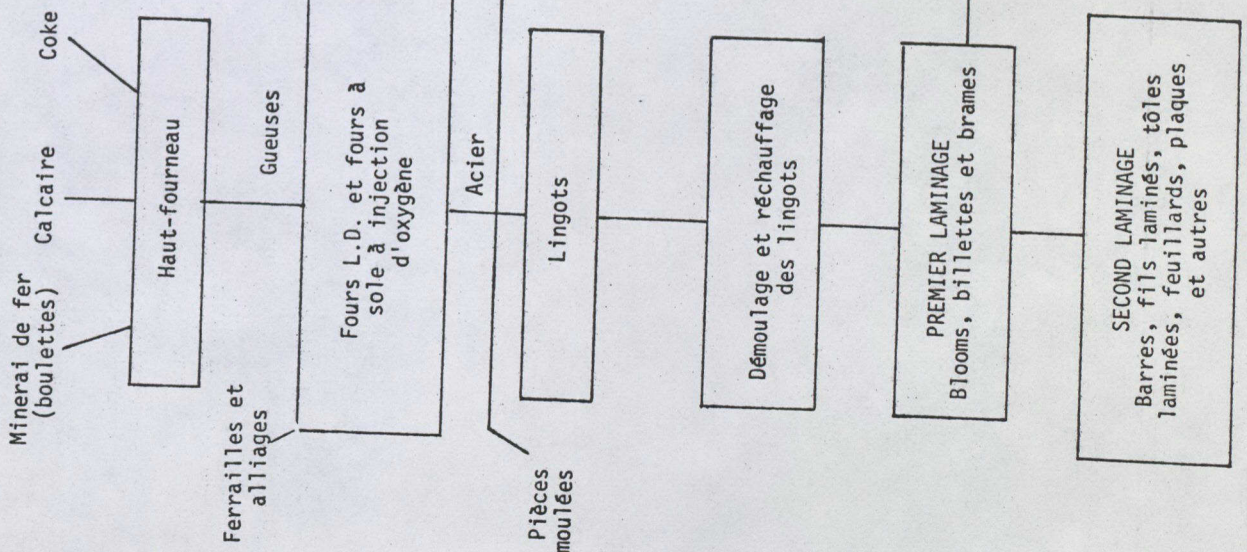 Minerai de fer
(boulettes)
Calcaire
Coke
Haut-fourneau
Gueuses
Ferrailles et
alliages
Fours L.D. et fours à
sole à injection
d'oxygène
Acier
Pièces
moulées
Lingots
Démoulage et réchauffage
des lingots
PREMIER LAMINAGE
Blooms, billettes et brames
SECOND LAMINAGE
Barres, fils laminés, tôles
laminées, feuillards, plaques
et autres